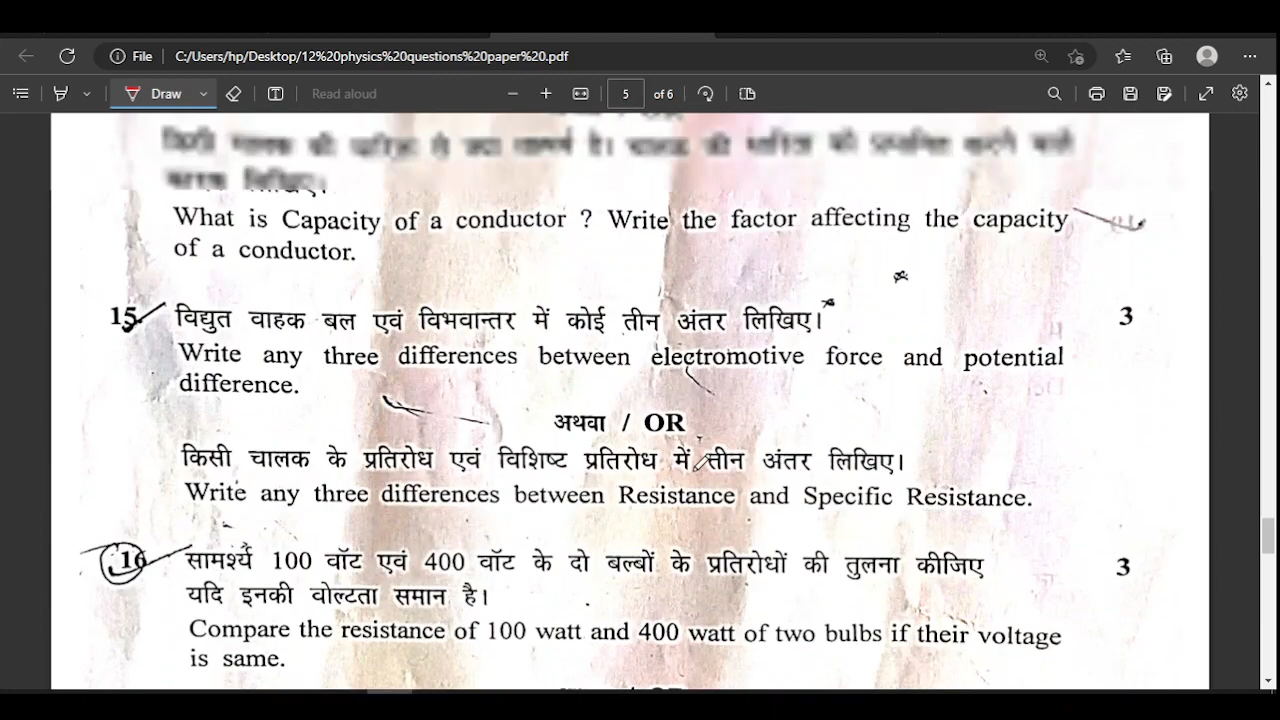 File C:/Users/hp/Desktop/12%20physics%20questions%20paper%20.pdf
Draw Read aloud 5 of 6
What is Capacity of a conductor ? Write the factor affecting the capacity
of a conductor.
15 विद्युत वाहक बल एवं विभवान्तर में कोई तीन अंतर लिखिए। 3
Write any three differences between electromotive force and potential
difference.
अथवा / OR
किसी चालक के प्रतिरोध एवं विशिष्ट प्रतिरोध में तीन अंतर लिखिए।
Write any three differences between Resistance and Specific Resistance.
16 सामर्श्य 100 वॉट एवं 400 वॉट के दो बल्बों के प्रतिरोधों की तुलना कीजिए 3
यदि इनकी वोल्टता समान है।
Compare the resistance of 100 watt and 400 watt of two bulbs if their voltage
is same.